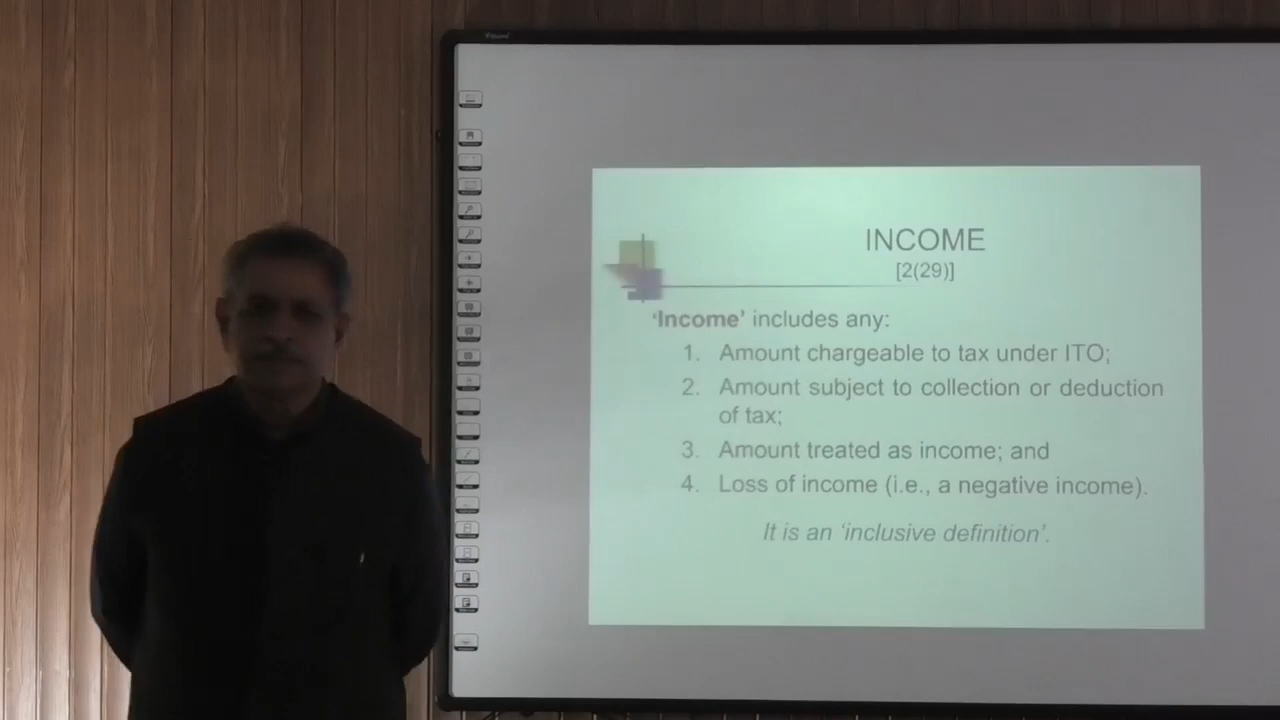 INCOME
[2(29)]
‘Income’ includes any:
1. Amount chargeable to tax under ITO;
2. Amount subject to collection or deduction
of tax;
3. Amount treated as income; and
4. Loss of income (i.e., a negative income).
It is an ‘inclusive definition’.